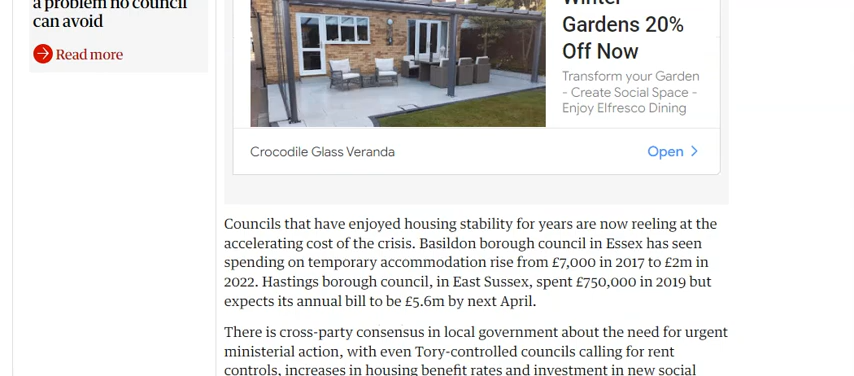 a problem no council
can avoid
Read more
Winter
Gardens 20%
Off Now
Transform your Garden
- Create Social Space -
Enjoy Elfresco Dining
Crocodile Glass Veranda
Open
Councils that have enjoyed housing stability for years are now reeling at the
accelerating cost of the crisis. Basildon borough council in Essex has seen
spending on temporary accommodation rise from £7,000 in 2017 to £2m in
2022. Hastings borough council, in East Sussex, spent £750,000 in 2019 but
expects its annual bill to be £5.6m by next April.
There is cross-party consensus in local government about the need for urgent
ministerial action, with even Tory-controlled councils calling for rent
controls, increases in housing benefit rates and investment in new social